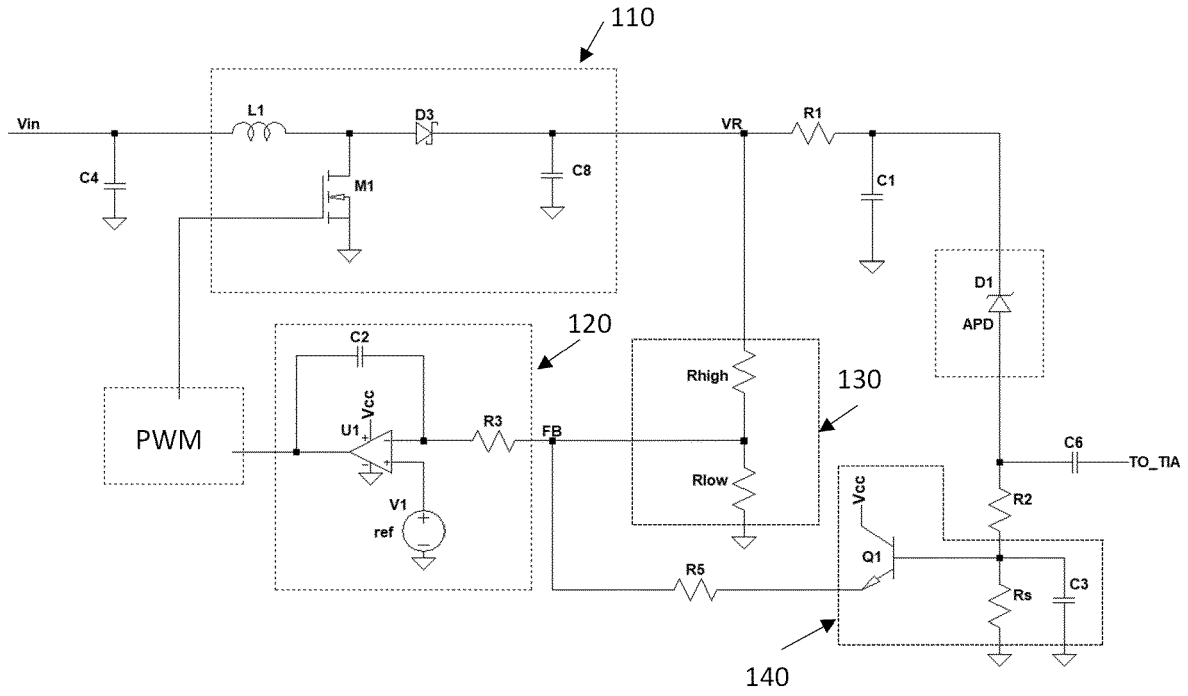 110
Vin
L1
D3
VR
R1
C4
M1
C8
C1
D1
APD
120
C2
Rhigh
130
PWM
U1
Vcc
R3
FB
Rlow
V1
ref
C6
TO_TIA
Vcc
R2
Q1
R5
Rs
C3
140